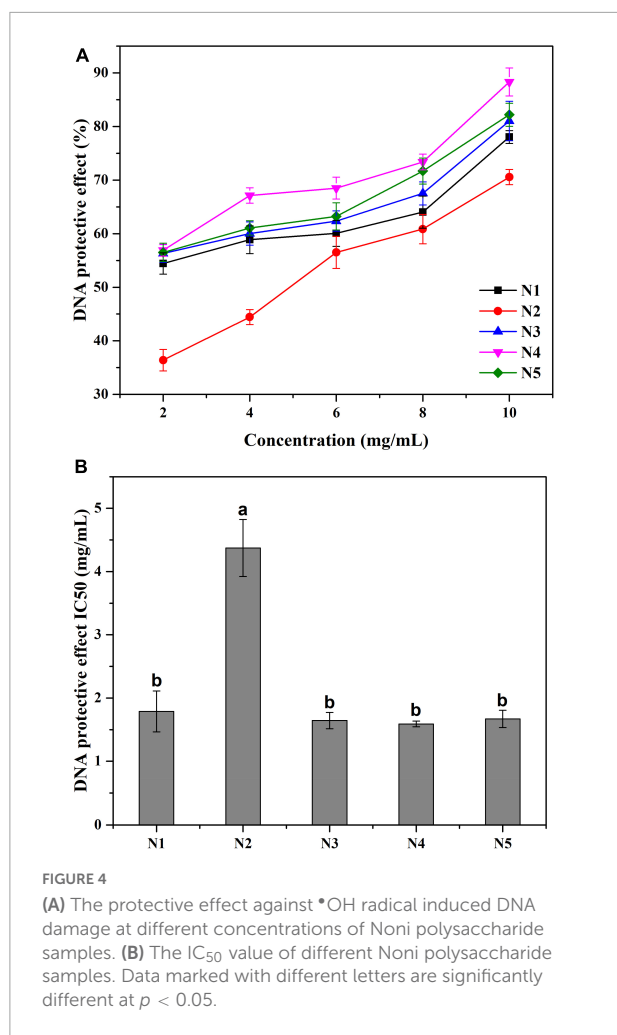 A
DNA protective effect (%)
90
80
70
60
50
40
30
N1
N2
N3
N4
N5
2 4 6 8 10
Concentration (mg/mL)
B
DNA protective effect IC50 (mg/mL)
5
4
3
2
1
0
b a b b b
N1 N2 N3 N4 N5
FIGURE 4
(A) The protective effect against •OH radical induced DNA
damage at different concentrations of Noni polysaccharide
samples. (B) The IC50 value of different Noni polysaccharide
samples. Data marked with different letters are significantly
different at p < 0.05.